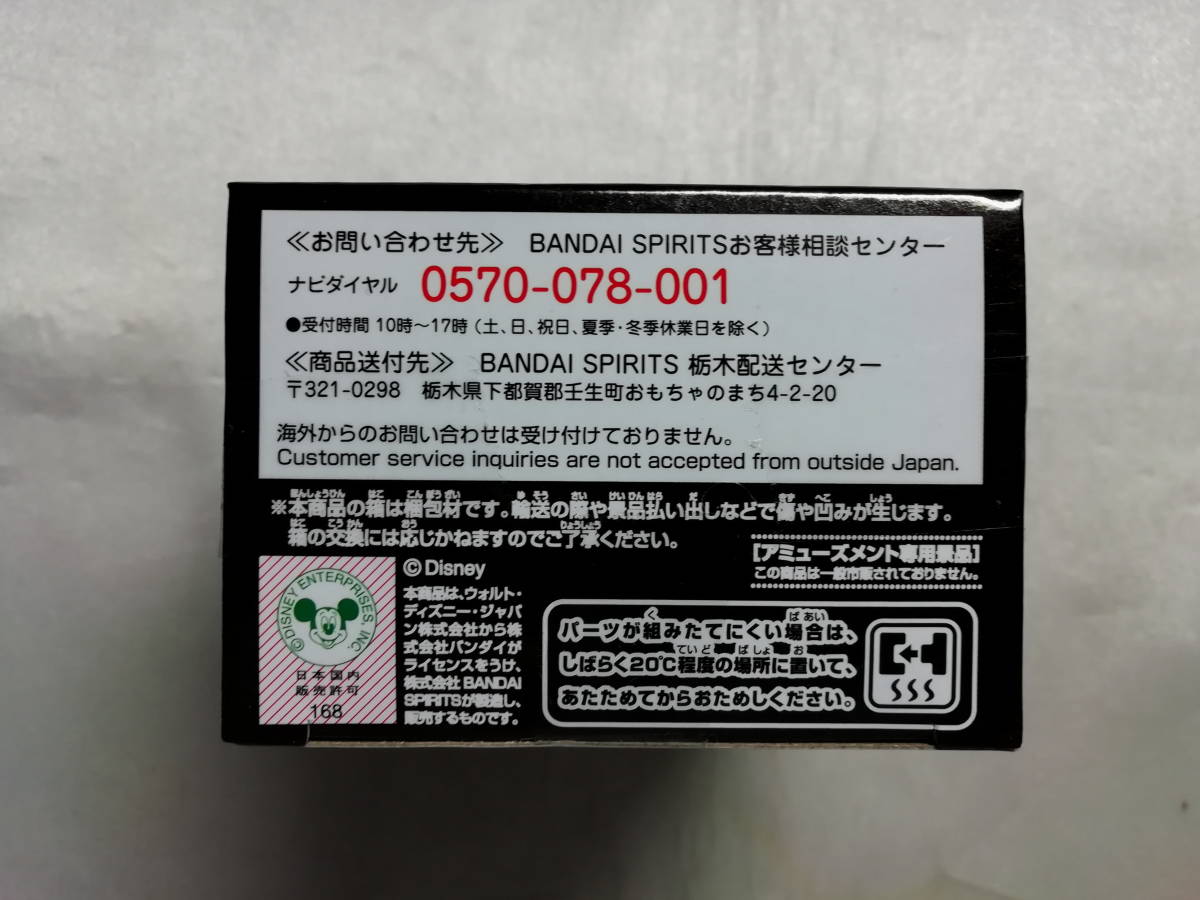 ≪お問い合わせ先≫ BANDAI SPIRITSお客様相談センター
ナビダイヤル 0570-078-001
●受付時間 10時〜17時（土、日、祝日、夏季・冬季休業日を除く）
≪商品送付先≫ BANDAI SPIRITS 栃木配送センター
〒321-0298 栃木県下都賀郡壬生町おもちゃのまち4-2-20
海外からのお問い合わせは受け付けておりません。
Customer service inquiries are not accepted from outside Japan.
※本商品の箱は梱包材です。輸送の際や景品払い出しなどで傷や凹みが生じます。
箱の交換には応じかねますのでご了承ください。
［アミューズメント専用景品］
この商品は一般市販されておりません。
©DISNEY ENTERPRISES, INC.
日本国内
販売許可
168
©Disney
本商品は、ウォルト・
ディズニー・ジャパ
ン株式会社から株
式会社バンダイが
ライセンスをうけ、
株式会社BANDAI
SPIRITSが製造し、
販売するものです。
パーツが組みたてにくい場合は、
しばらく20℃程度の場所に置いて、
あたためてからおためしください。